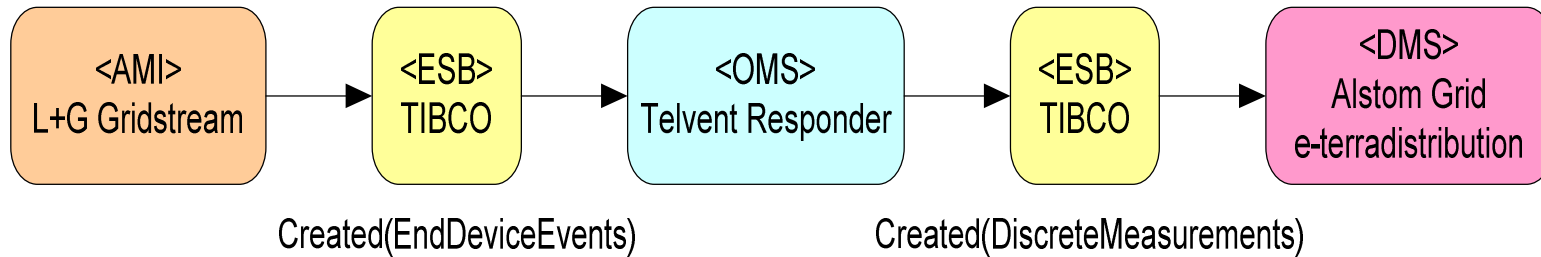 <AMI>
L+G Gridstream
<ESB>
TIBCO
<OMS>
Telvent Responder
<ESB>
TIBCO
<DMS>
Alstom Grid
e-terradistribution
Created(EndDeviceEvents)
Created(DiscreteMeasurements)